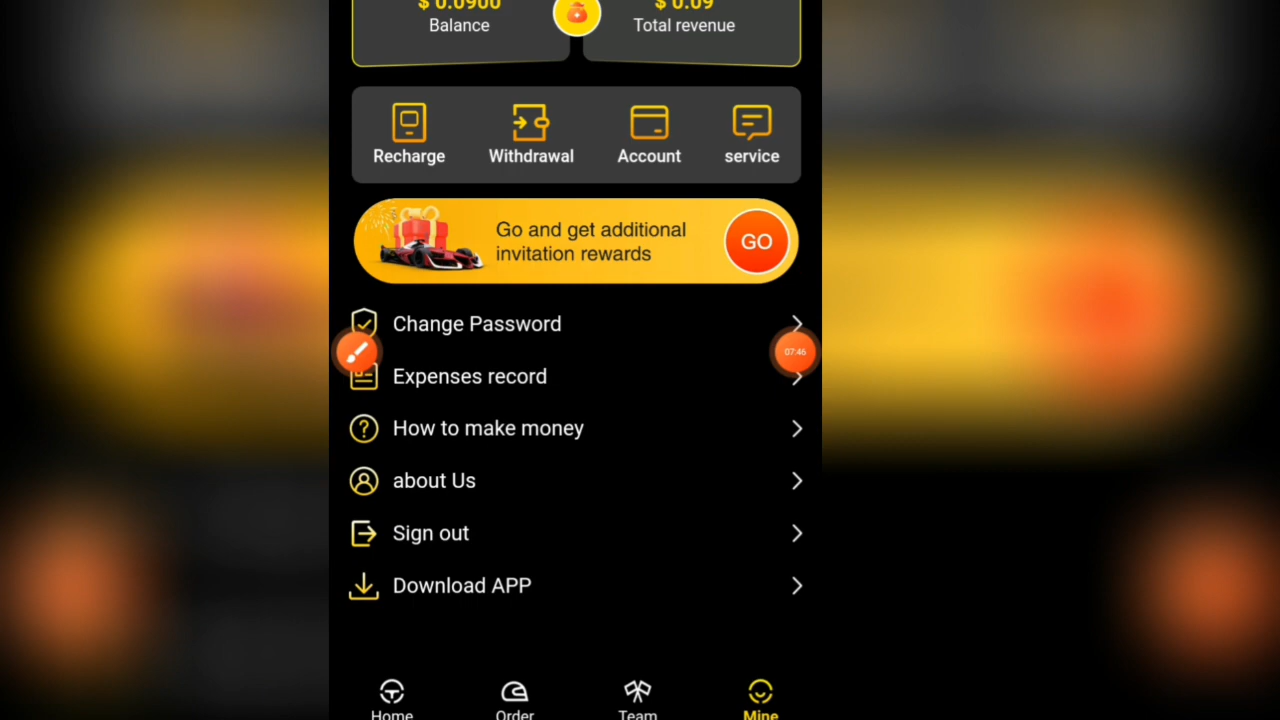 $ 0.0900
$ 0.09
Balance
Total revenue
Recharge
Withdrawal
Account
service
Go and get additional
invitation rewards
GO
Change Password
07:46
Expenses record
How to make money
about Us
Sign out
Download APP
Home
Order
Team
Mine